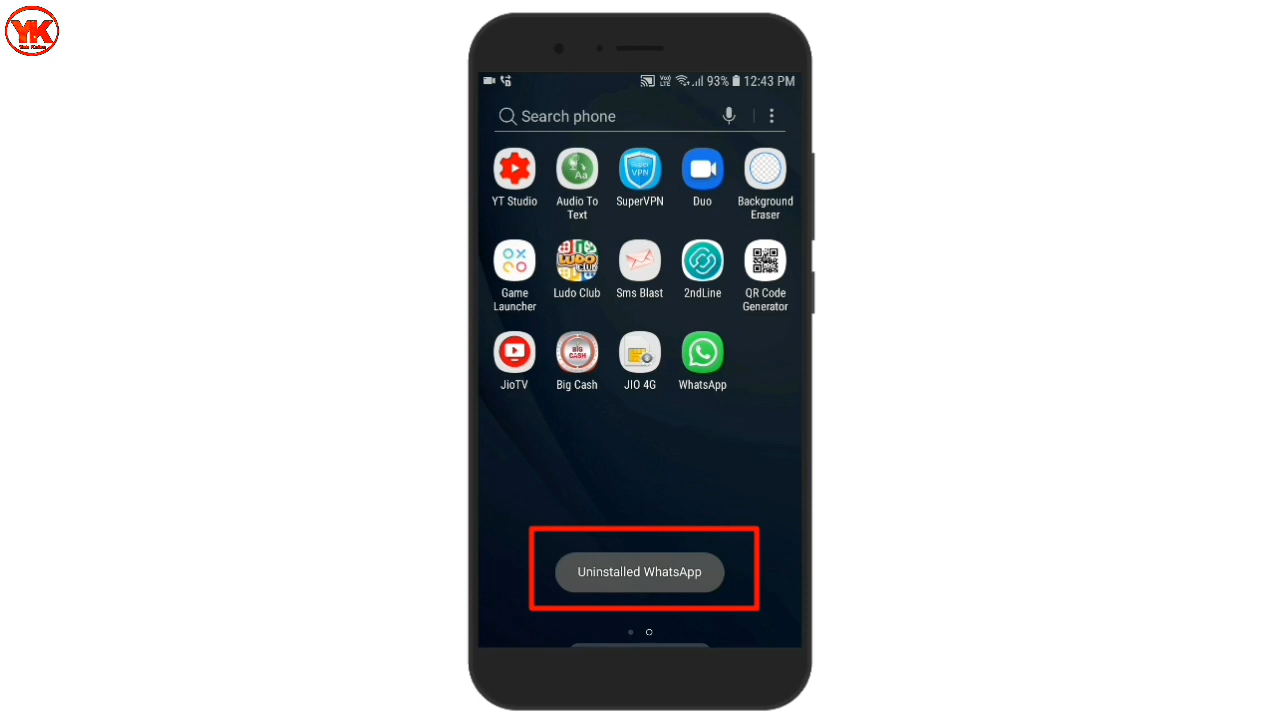 YK
93% 12:43 PM
Search phone
YT Studio
Audio To
Text
SuperVPN
Duo
Background
Eraser
Game
Launcher
Ludo Club
Sms Blast
2ndLine
QR Code
Generator
JioTV
Big Cash
JIO 4G
WhatsApp
Uninstalled WhatsApp